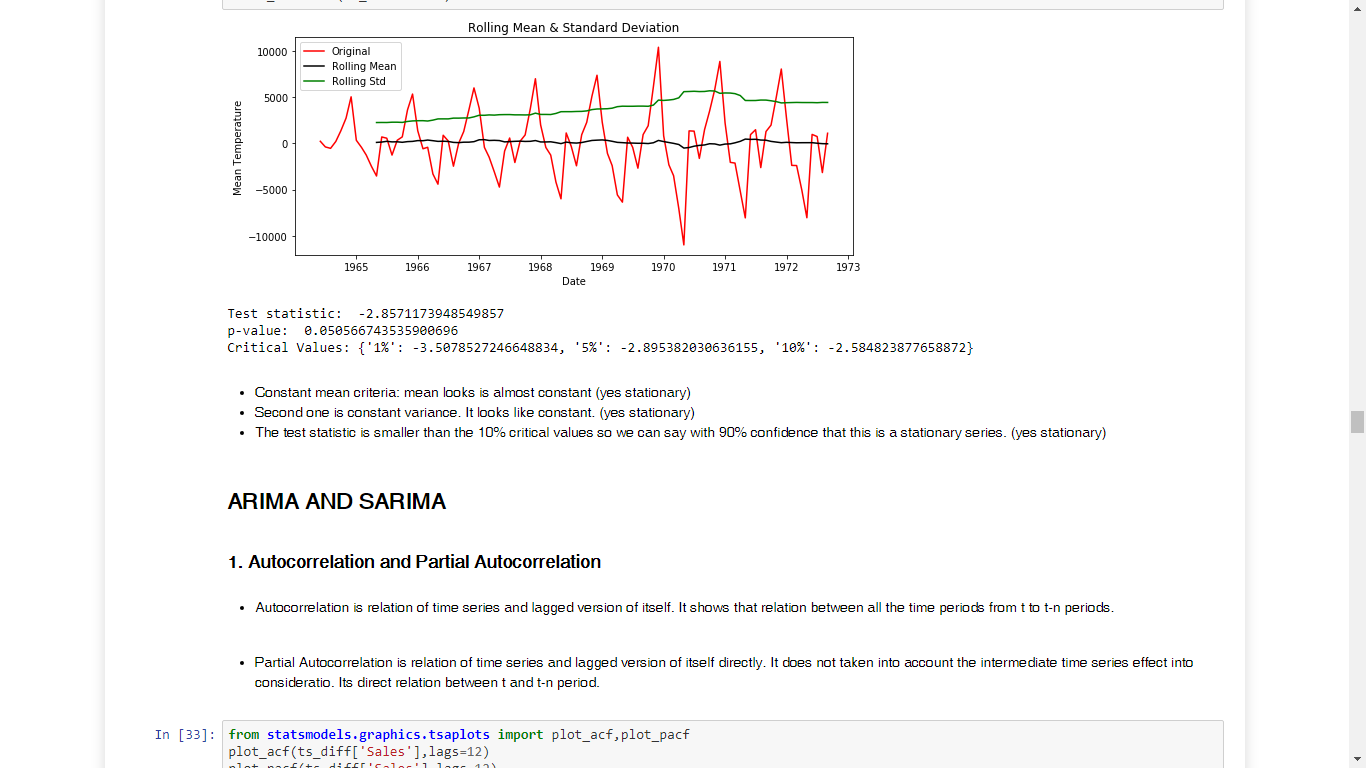 Rolling Mean & Standard Deviation
Original
Rolling Mean
Rolling Std
10000
5000
0
−5000
−10000
Mean Temperature
1965 1966 1967 1968 1969 1970 1971 1972 1973
Date
Test statistic:  -2.8571173948549857
p-value:  0.050566743535900696
Critical Values: {'1%': -3.5078527246648834, '5%': -2.895382030636155, '10%': -2.584823877658872}
• Constant mean criteria: mean looks is almost constant (yes stationary)
• Second one is constant variance. It looks like constant. (yes stationary)
• The test statistic is smaller than the 10% critical values so we can say with 90% confidence that this is a stationary series. (yes stationary)
ARIMA AND SARIMA
1. Autocorrelation and Partial Autocorrelation
• Autocorrelation is relation of time series and lagged version of itself. It shows that relation between all the time periods from t to t-n periods.
• Partial Autocorrelation is relation of time series and lagged version of itself directly. It does not taken into account the intermediate time series effect into
consideratio. Its direct relation between t and t-n period.
In [33]: from statsmodels.graphics.tsaplots import plot_acf,plot_pacf
plot_acf(ts_diff['Sales'],lags=12)